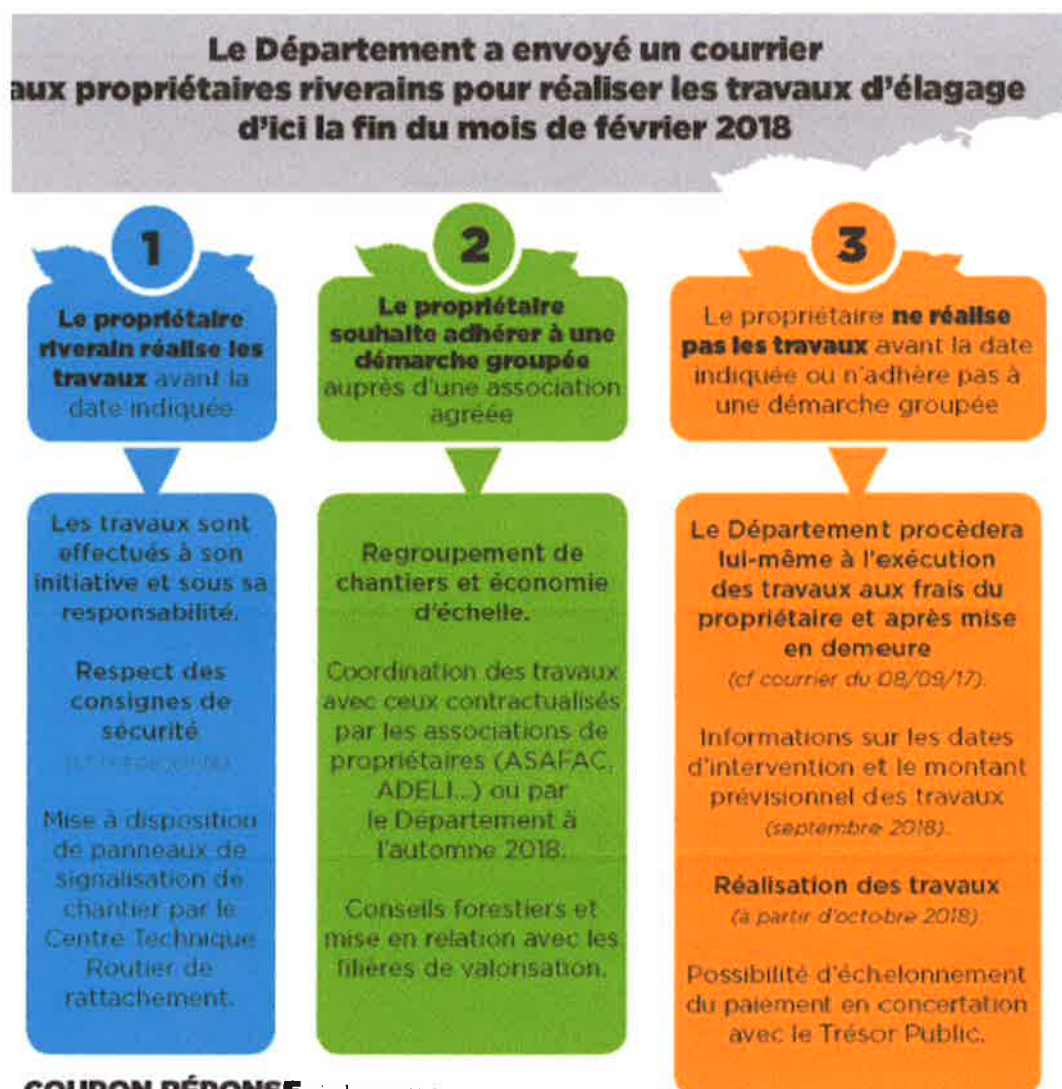 Le Département a envoyé un courrier
aux propriétaires riverains pour réaliser les travaux d'élagage
d'ici la fin du mois de février 2018
1
Le propriétaire
riverain réalise les
travaux avant la
date indiquée
Les travaux sont
effectués à son
initiative et sous sa
responsabilité.
Respect des
consignes de
sécurité
Mise à disposition
de panneaux de
signalisation de
chantier par le
Centre Technique
Routier de
rattachement.
2
Le propriétaire
souhaite adhérer à une
démarche groupée
auprès d'une association
agréée
Regroupement de
chantiers et économie
d'échelle.
Coordination des travaux
avec ceux contractualisés
par les associations de
propriétaires (ASAFAC,
ADELI...) ou par
le Département à
l'automne 2018.
Conseils forestiers et
mise en relation avec les
filières de valorisation.
3
Le propriétaire ne réalise
pas les travaux avant la date
indiquée ou n'adhère pas à
une démarche groupée
Le Département procèdera
lui-même à l'exécution
des travaux aux frais du
propriétaire et après mise
en demeure
(cf courrier du 08/09/17).
Informations sur les dates
d'intervention et le montant
prévisionnel des travaux
(septembre 2018).
Réalisation des travaux
(à partir d'octobre 2018)
Possibilité d'échelonnement
du paiement en concertation
avec le Trésor Public.
COUPON RÉPONSE